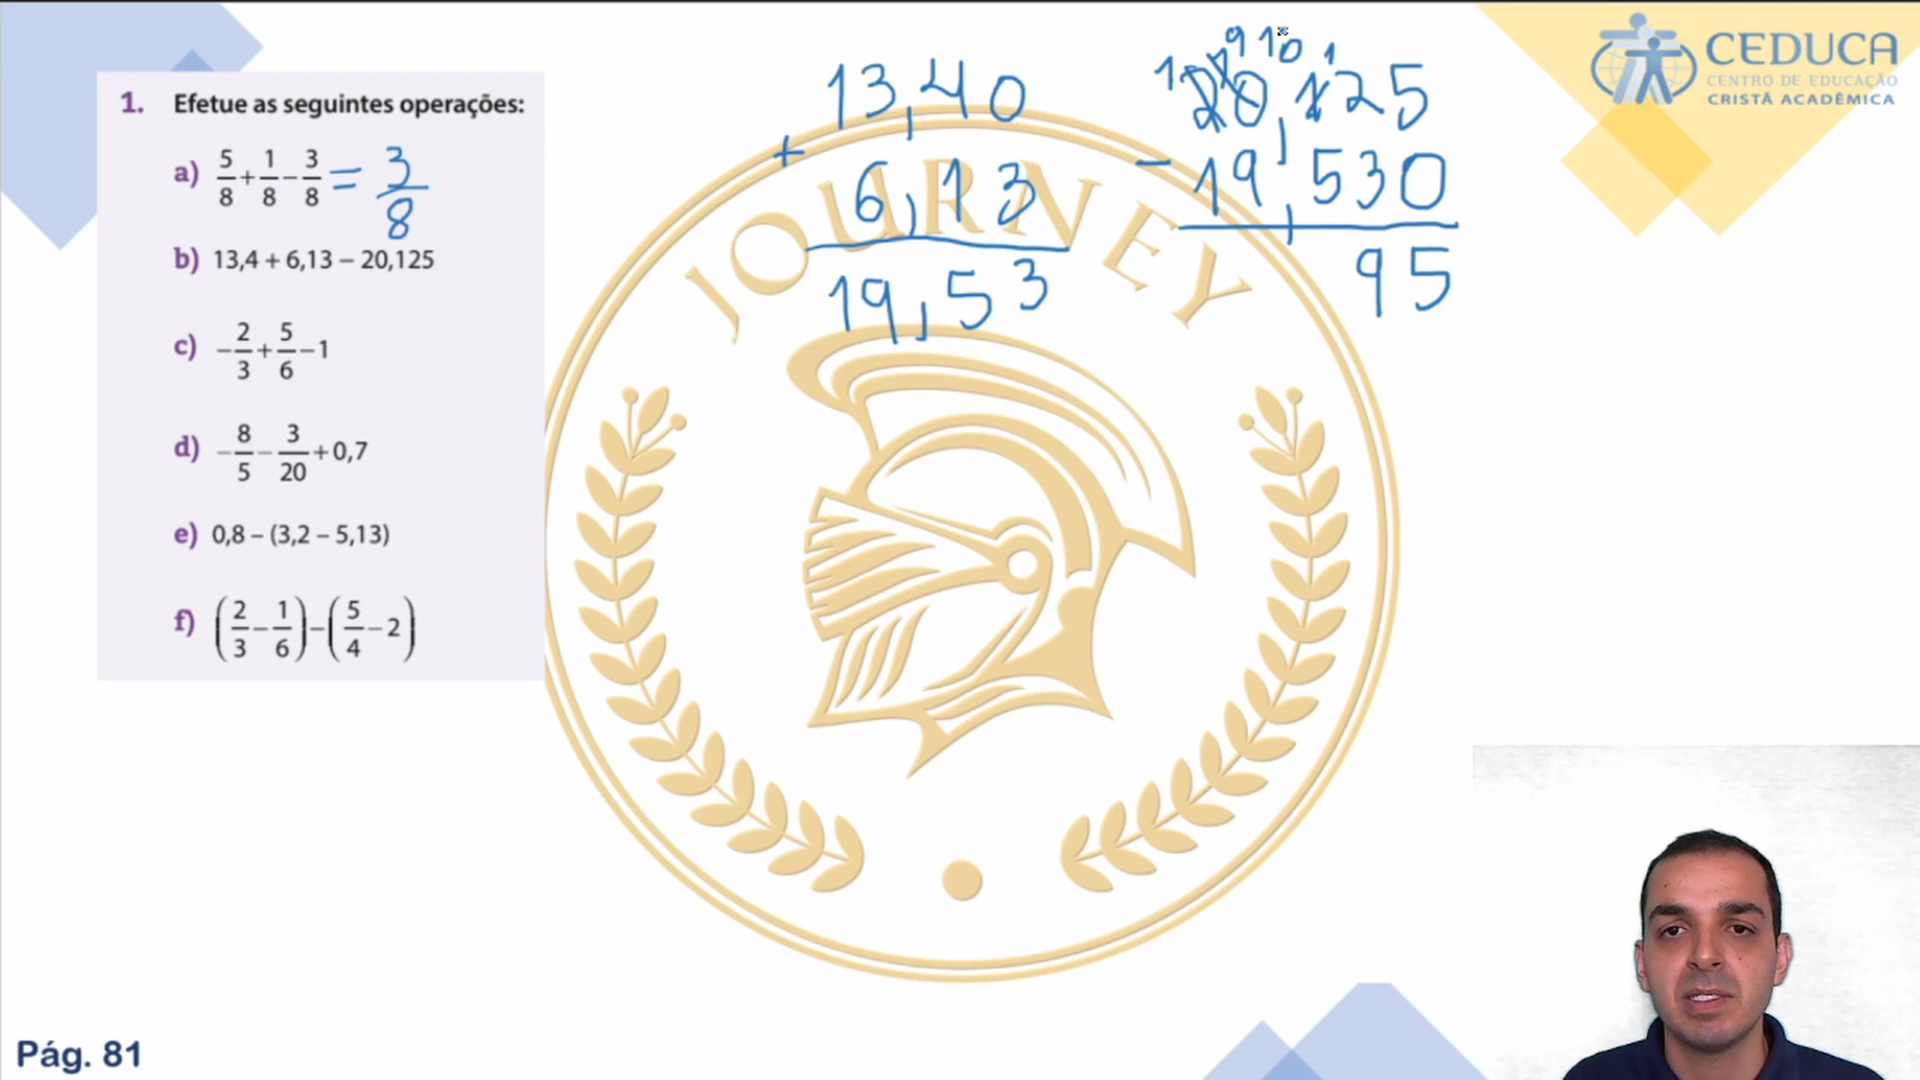 CEDUCA
CENTRO DE EDUCAÇÃO
CRISTÃ ACADÊMICA
1. Efetue as seguintes operações:
a) 5/8 + 1/8 − 3/8 = 3/8
b) 13,4 + 6,13 − 20,125
c) −2/3 + 5/6 − 1
d) −8/5 − 3/20 + 0,7
e) 0,8 – (3,2 – 5,13)
f) (2/3 − 1/6) − (5/4 − 2)
13,40
+ 6,13
19,53
20,125
− 19,530
95
JOURNEY
Pág. 81